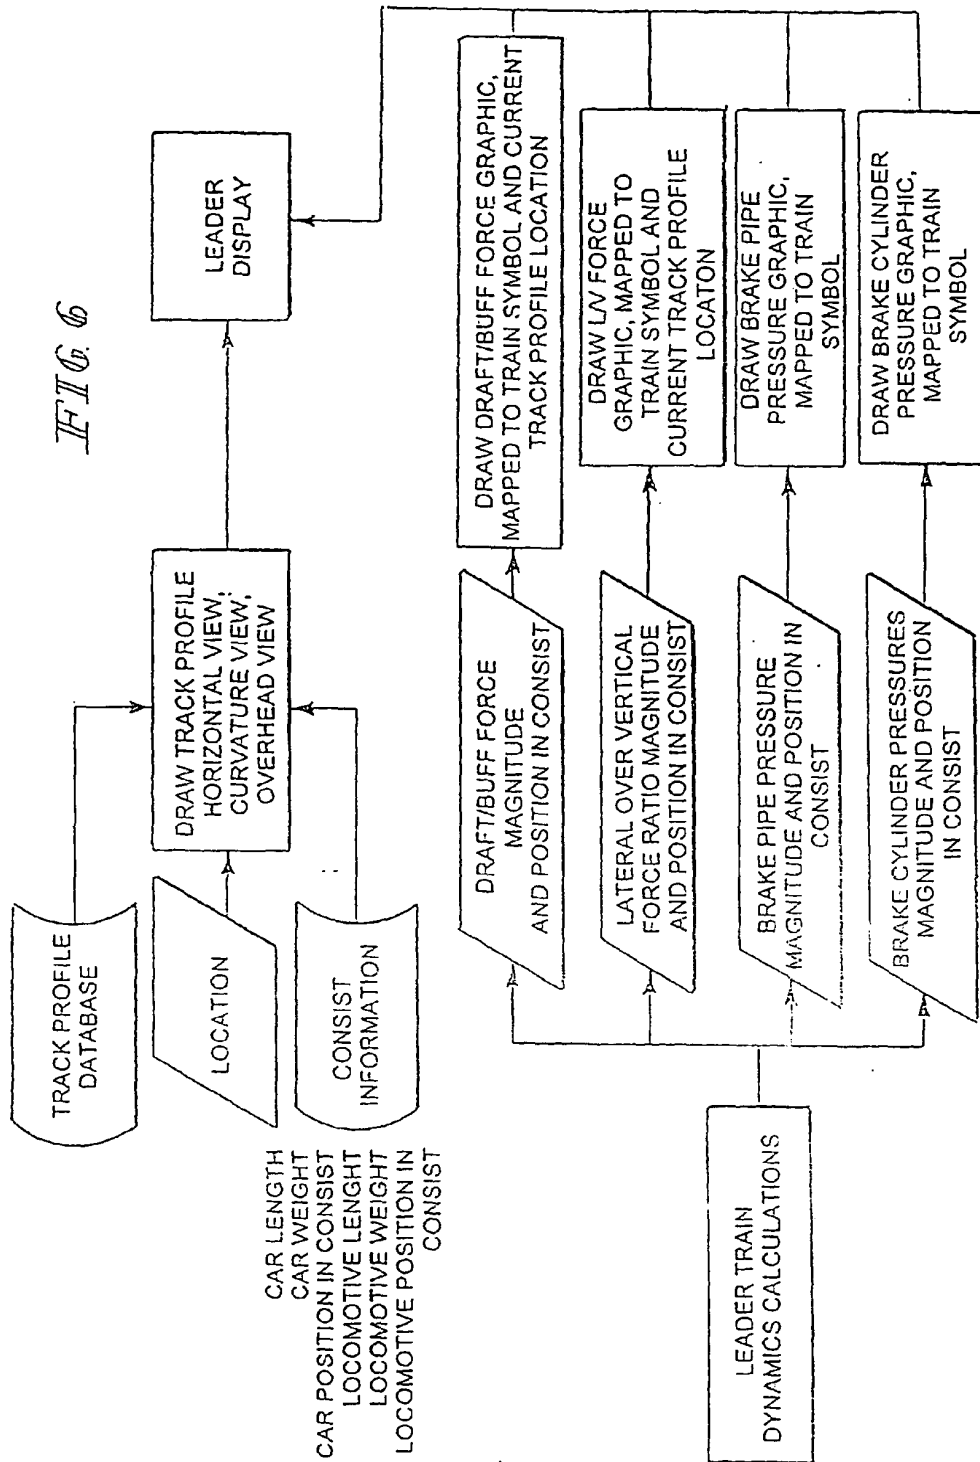 FIG. 6
TRACK PROFILE
DATABASE
LOCATION
CONSIST
INFORMATION
CAR LENGTH
CAR WEIGHT
CAR POSITION IN CONSIST
LOCOMOTIVE LENGHT
LOCOMOTIVE WEIGHT
LOCOMOTIVE POSITION IN
CONSIST
DRAW TRACK PROFILE
HORIZONTAL VIEW,
CURVATURE VIEW,
OVERHEAD VIEW
LEADER
DISPLAY
LEADER TRAIN
DYNAMICS CALCULATIONS
DRAFT/BUFF FORCE
MAGNITUDE
AND POSITION IN CONSIST
DRAW DRAFT/BUFF FORCE GRAPHIC,
MAPPED TO TRAIN SYMBOL AND CURRENT
TRACK PROFILE LOCATION
LATERAL OVER VERTICAL
FORCE RATIO MAGNITUDE
AND POSITION IN CONSIST
DRAW L/V FORCE
GRAPHIC, MAPPED TO
TRAIN SYMBOL AND
CURRENT TRACK PROFILE
LOCATON
BRAKE PIPE PRESSURE
MAGNITUDE AND POSITION IN
CONSIST
DRAW BRAKE PIPE
PRESSURE GRAPHIC,
MAPPED TO TRAIN
SYMBOL
BRAKE CYLINDER PRESSURES
MAGNITUDE AND POSITION
IN CONSIST
DRAW BRAKE CYLINDER
PRESSURE GRAPHIC,
MAPPED TO TRAIN
SYMBOL